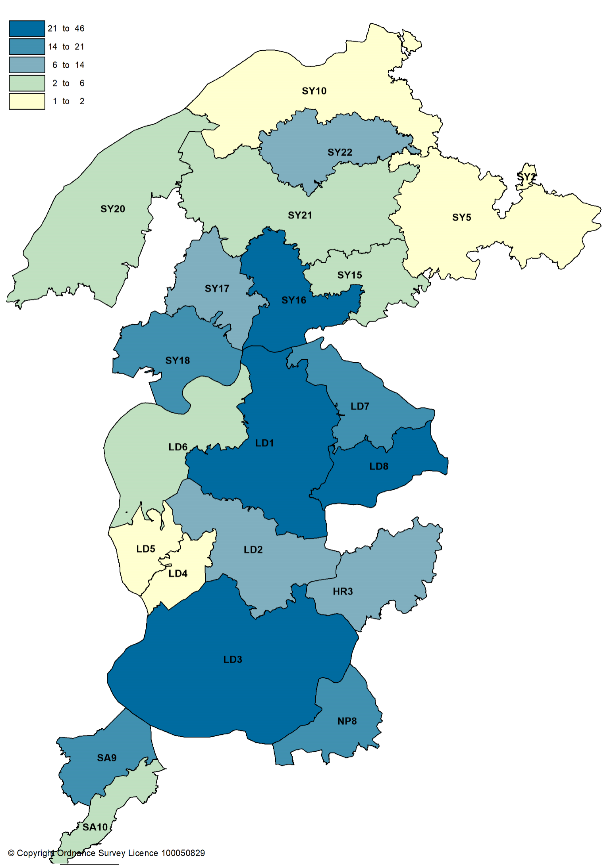 21 to 46
14 to 21
6 to 14
2 to 6
1 to 2
SY10
SY22
SY2
SY20
SY21
SY5
SY15
SY17
SY16
SY18
LD7
LD1
LD6
LD8
LD5
LD2
LD4
HR3
LD3
NP8
SA9
SA10
© Copyright Ordnance Survey Licence 100050829